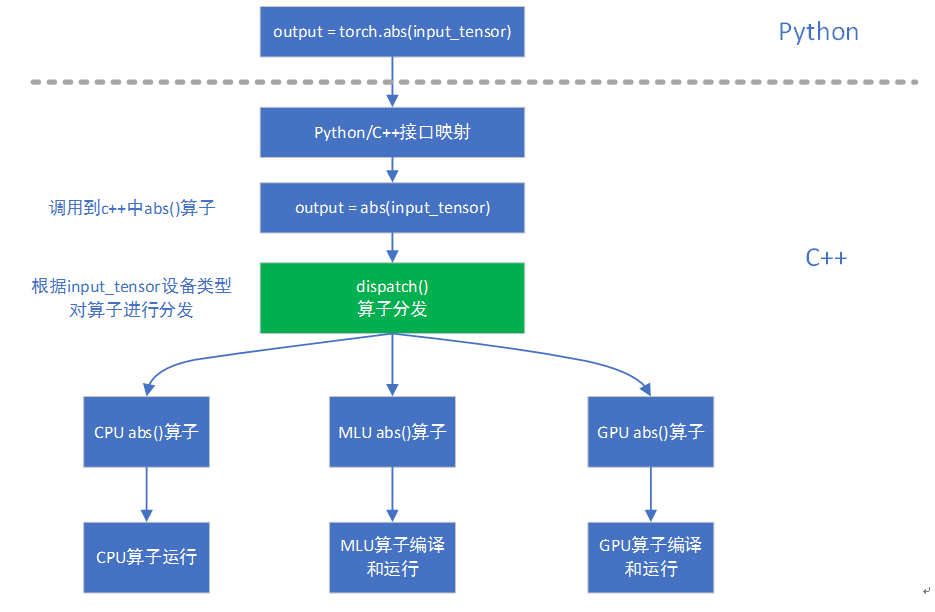 output = torch.abs(input_tensor)
Python
Python/C++接口映射
调用到c++中abs()算子
output = abs(input_tensor)
C++
根据input_tensor设备类型
对算子进行分发
dispatch()
算子分发
CPU abs()算子
MLU abs()算子
GPU abs()算子
CPU算子运行
MLU算子编译
和运行
GPU算子编译
和运行